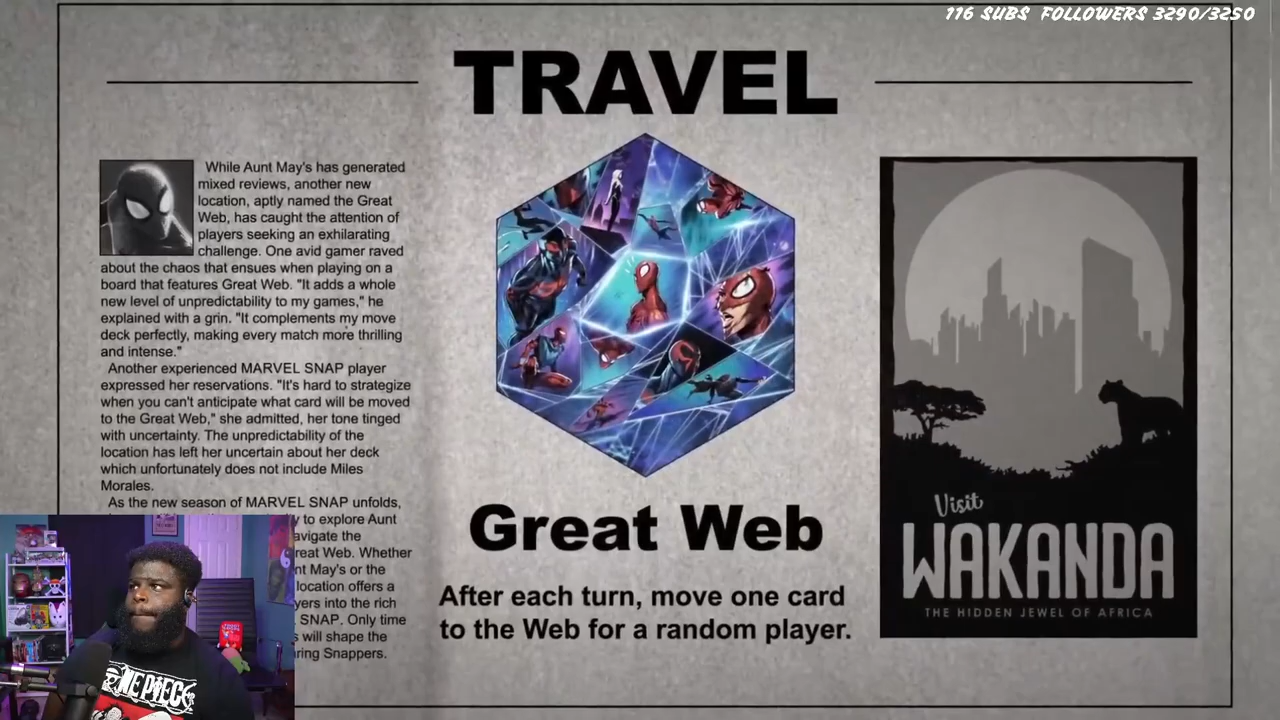 116 SUBS FOLLOWERS 3290/3250
TRAVEL
While Aunt May's has generated
mixed reviews, another new
location, aptly named the Great
Web, has caught the attention of
players seeking an exhilarating
challenge. One avid gamer raved
about the chaos that ensues when playing on a
board that features Great Web. "It adds a whole
new level of unpredictability to my games," he
explained with a grin. "It complements my move
deck perfectly, making every match more thrilling
and intense."
Another experienced MARVEL SNAP player
expressed her reservations. "It's hard to strategize
when you can't anticipate what card will be moved
to the Great Web," she admitted, her tone tinged
with uncertainty. The unpredictability of the
location has left her uncertain about her deck
which unfortunately does not include Miles
Morales.
As the new season of MARVEL SNAP unfolds,
to explore Aunt
the
Web. Whether
May's or the
location offers a
into the rich
SNAP. Only time
will shape the
Snappers.
Great Web
After each turn, move one card
to the Web for a random player.
Visit
WAKANDA
THE HIDDEN JEWEL OF AFRICA
ONE PIECE